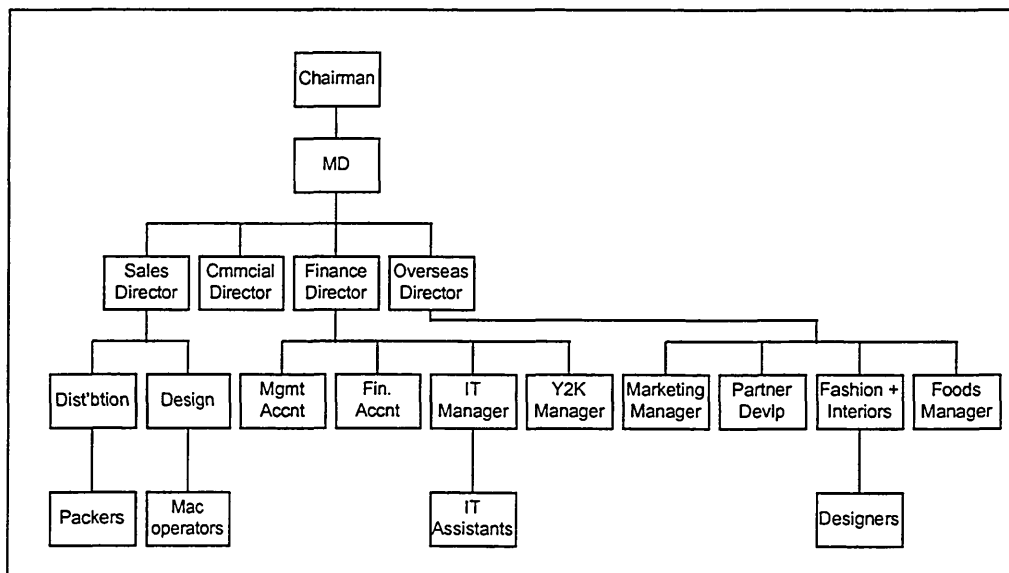 Chairman
MD
Sales
Director
Cmmcial
Director
Finance
Director
Overseas
Director
Dist'btion
Design
Mgmt
Accnt
Fin.
Accnt
IT
Manager
Y2K
Manager
Marketing
Manager
Partner
Devlp
Fashion +
Interiors
Foods
Manager
Packers
Mac
operators
IT
Assistants
Designers